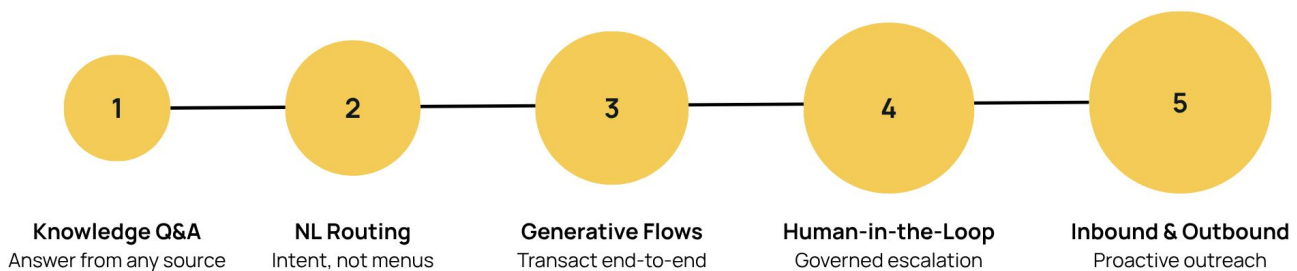 1
2
3
4
5
Knowledge Q&A
Answer from any source
NL Routing
Intent, not menus
Generative Flows
Transact end-to-end
Human-in-the-Loop
Governed escalation
Inbound & Outbound
Proactive outreach